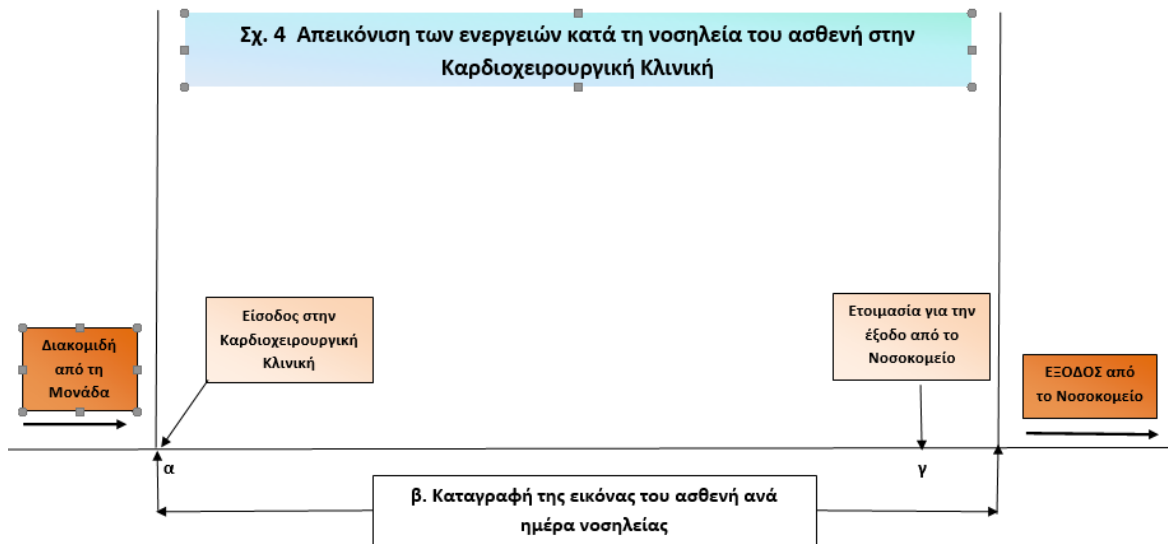 Σχ. 4 Απεικόνιση των ενεργειών κατά τη νοσηλεία του ασθενή στην
Καρδιοχειρουργική Κλινική
Είσοδος στην
Καρδιοχειρουργική
Κλινική
Ετοιμασία για την
έξοδο από το
Νοσοκομείο
Διακομιδή
από τη
Μονάδα
ΕΞΟΔΟΣ από
το Νοσοκομείο
α
γ
β. Καταγραφή της εικόνας του ασθενή ανά
ημέρα νοσηλείας